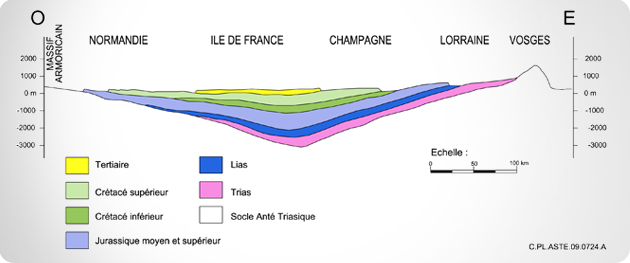 O
E
MASSIF
ARMORICAIN
NORMANDIE
ILE DE FRANCE
CHAMPAGNE
LORRAINE
VOSGES
2000
1000
0 m
-1000
-2000
-3000
2000
1000
0 m
-1000
-2000
-3000
Tertiaire
Crétacé supérieur
Crétacé inférieur
Jurassique moyen et supérieur
Lias
Trias
Socle Anté Triasique
Echelle :
0 50 100 km
C.PLASTE.09.0724.A